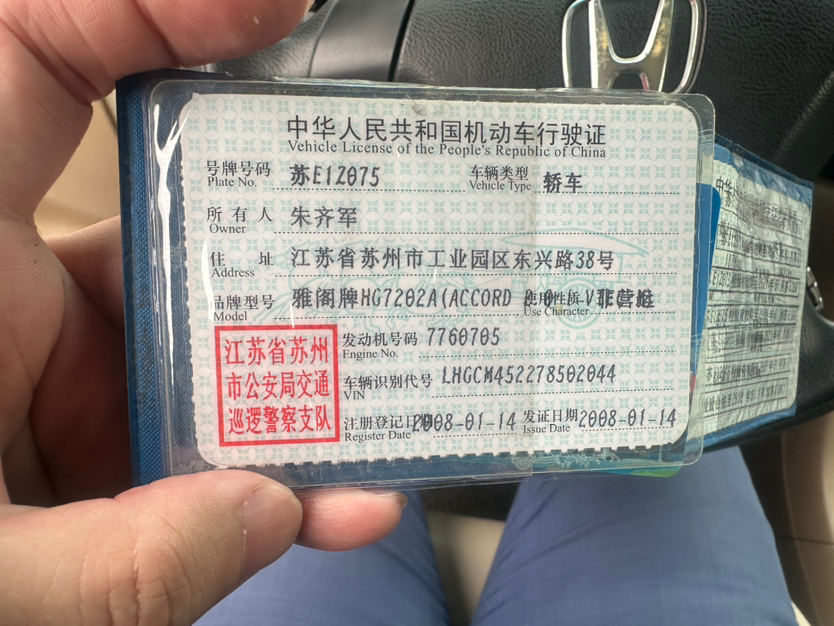 中华人民共和国机动车行驶证
Vehicle License of the People's Republic of China
号牌号码 苏E1Z075 车辆类型 轿车
Plate No. Vehicle Type
所有人 朱齐军
Owner
住址 江苏省苏州市工业园区东兴路38号
Address
品牌型号 雅阁牌HG7202A(ACCORD 使用性质 非营运
Model Use Character
江苏省苏州
市公安局交通
巡逻警察支队
发动机号码 7760705
Engine No.
车辆识别代号 LHGCM452278502044
VIN
注册登记日期 2008-01-14 发证日期 2008-01-14
Register Date Issue Date